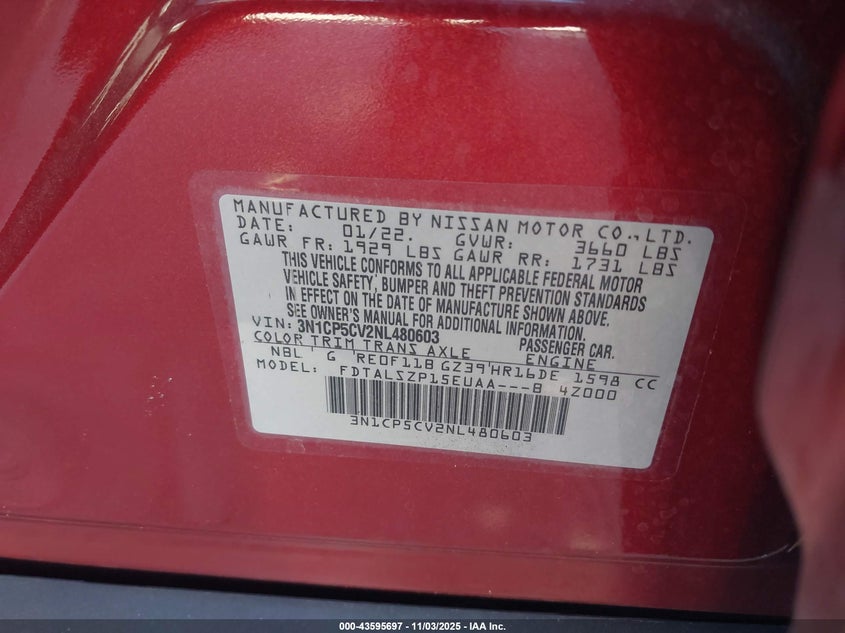 MANUFACTURED BY NISSAN MOTOR CO., LTD.
DATE: 01/22. GVWR: 3660 LBS
GAWR FR: 1929 LBS GAWR RR: 1731 LBS
THIS VEHICLE CONFORMS TO ALL APPLICABLE FEDERAL MOTOR
VEHICLE SAFETY, BUMPER AND THEFT PREVENTION STANDARDS
IN EFFECT ON THE DATE OF MANUFACTURE SHOWN ABOVE.
SEE OWNER'S MANUAL FOR ADDITIONAL INFORMATION.
VIN: 3N1CP5CV2NL480603 PASSENGER CAR.
COLOR TRIM TRANS AXLE ENGINE
NBL G RE0F11B GZ39 HR16DE 1598 CC
MODEL: FDTALSZP15EUAA---B 4Z000
3N1CP5CV2NL480603
000-43595697 - 11/03/2025 - IAA Inc.